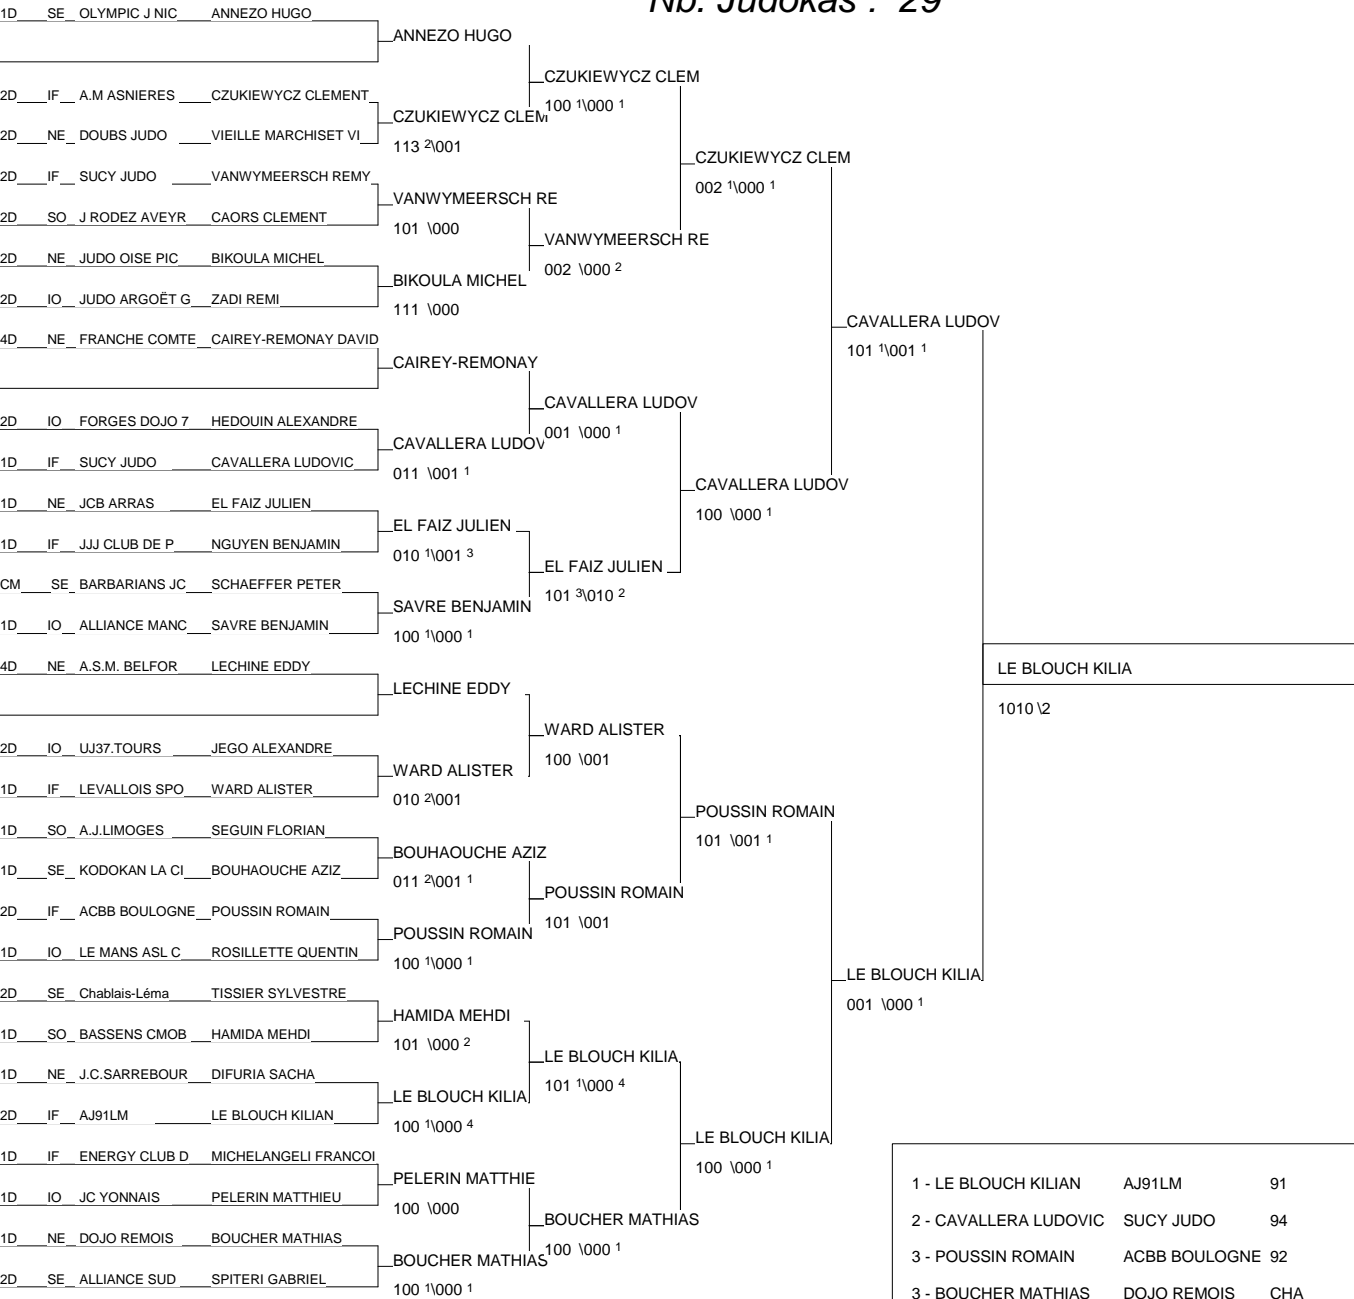 Nb. Judokas : 29
1D SE OLYMPIC J NIC ANNEZO HUGO
ANNEZO HUGO
CZUKIEWYCZ CLEM
100 1\000 1
2D IF A.M ASNIERES CZUKIEWYCZ CLEMENT
CZUKIEWYCZ CLEM
113 2\001
2D NE DOUBS JUDO VIEILLE MARCHISET VI
CZUKIEWYCZ CLEM
002 1\000 1
2D IF SUCY JUDO VANWYMEERSCH REMY
VANWYMEERSCH RE
101 \000
2D SO J RODEZ AVEYR CAORS CLEMENT
VANWYMEERSCH RE
002 \000 2
2D NE JUDO OISE PIC BIKOULA MICHEL
BIKOULA MICHEL
111 \000
2D IO JUDO ARGOËT G ZADI REMI
CAVALLERA LUDOV
101 1\001 1
4D NE FRANCHE COMTE CAIREY-REMONAY DAVID
CAIREY-REMONAY
CAVALLERA LUDOV
001 \000 1
2D IO FORGES DOJO 7 HEDOUIN ALEXANDRE
CAVALLERA LUDOV
011 \001 1
1D IF SUCY JUDO CAVALLERA LUDOVIC
CAVALLERA LUDOV
100 \000 1
1D NE JCB ARRAS EL FAIZ JULIEN
EL FAIZ JULIEN
010 1\001 3
1D IF JJJ CLUB DE P NGUYEN BENJAMIN
EL FAIZ JULIEN
101 3\010 2
CM SE BARBARIANS JC SCHAEFFER PETER
SAVRE BENJAMIN
100 1\000 1
1D IO ALLIANCE MANC SAVRE BENJAMIN
4D NE A.S.M. BELFOR LECHINE EDDY
LE BLOUCH KILIA
1010 \2
LECHINE EDDY
WARD ALISTER
100 \001
2D IO UJ37.TOURS JEGO ALEXANDRE
WARD ALISTER
010 2\001
1D IF LEVALLOIS SPO WARD ALISTER
POUSSIN ROMAIN
101 \001 1
1D SO A.J.LIMOGES SEGUIN FLORIAN
BOUHAOUCHE AZIZ
011 2\001 1
1D SE KODOKAN LA CI BOUHAOUCHE AZIZ
POUSSIN ROMAIN
101 \001
2D IF ACBB BOULOGNE POUSSIN ROMAIN
POUSSIN ROMAIN
100 1\000 1
1D IO LE MANS ASL C ROSILLETTE QUENTIN
LE BLOUCH KILIA
001 \000 1
2D SE Chablais-Léma TISSIER SYLVESTRE
HAMIDA MEHDI
101 \000 2
1D SO BASSENS CMOB HAMIDA MEHDI
LE BLOUCH KILIA
101 1\000 4
1D NE J.C.SARREBOUR DIFURIA SACHA
LE BLOUCH KILIA
100 1\000 4
2D IF AJ91LM LE BLOUCH KILIAN
LE BLOUCH KILIA
100 \000 1
1D IF ENERGY CLUB D MICHELANGELI FRANCOI
PELERIN MATTHIE
100 \000
1D IO JC YONNAIS PELERIN MATTHIEU
BOUCHER MATHIAS
100 \000 1
1D NE DOJO REMOIS BOUCHER MATHIAS
BOUCHER MATHIAS
100 1\000 1
2D SE ALLIANCE SUD SPITERI GABRIEL
1 - LE BLOUCH KILIAN AJ91LM 91
2 - CAVALLERA LUDOVIC SUCY JUDO 94
3 - POUSSIN ROMAIN ACBB BOULOGNE 92
3 - BOUCHER MATHIAS DOJO REMOIS CHA